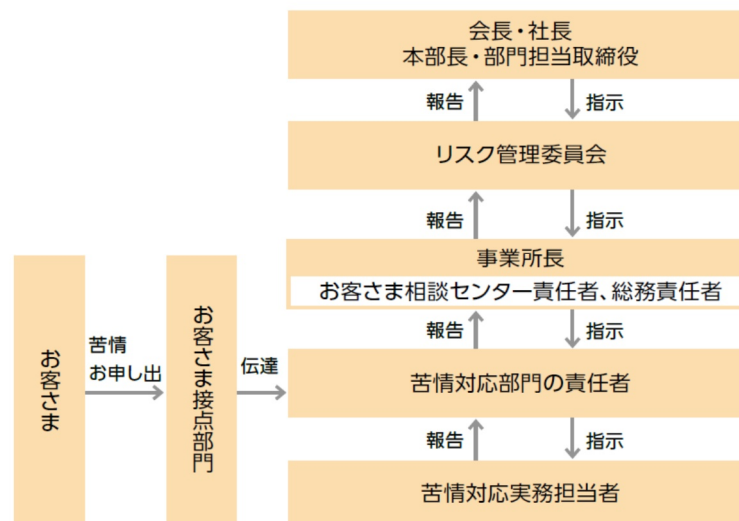 会長・社長
本部長・部門担当取締役
報告
指示
リスク管理委員会
報告
指示
事業所長
お客さま相談センター責任者、総務責任者
報告
指示
お客さま
苦情
お申し出
お客さま接点部門
伝達
苦情対応部門の責任者
報告
指示
苦情対応実務担当者